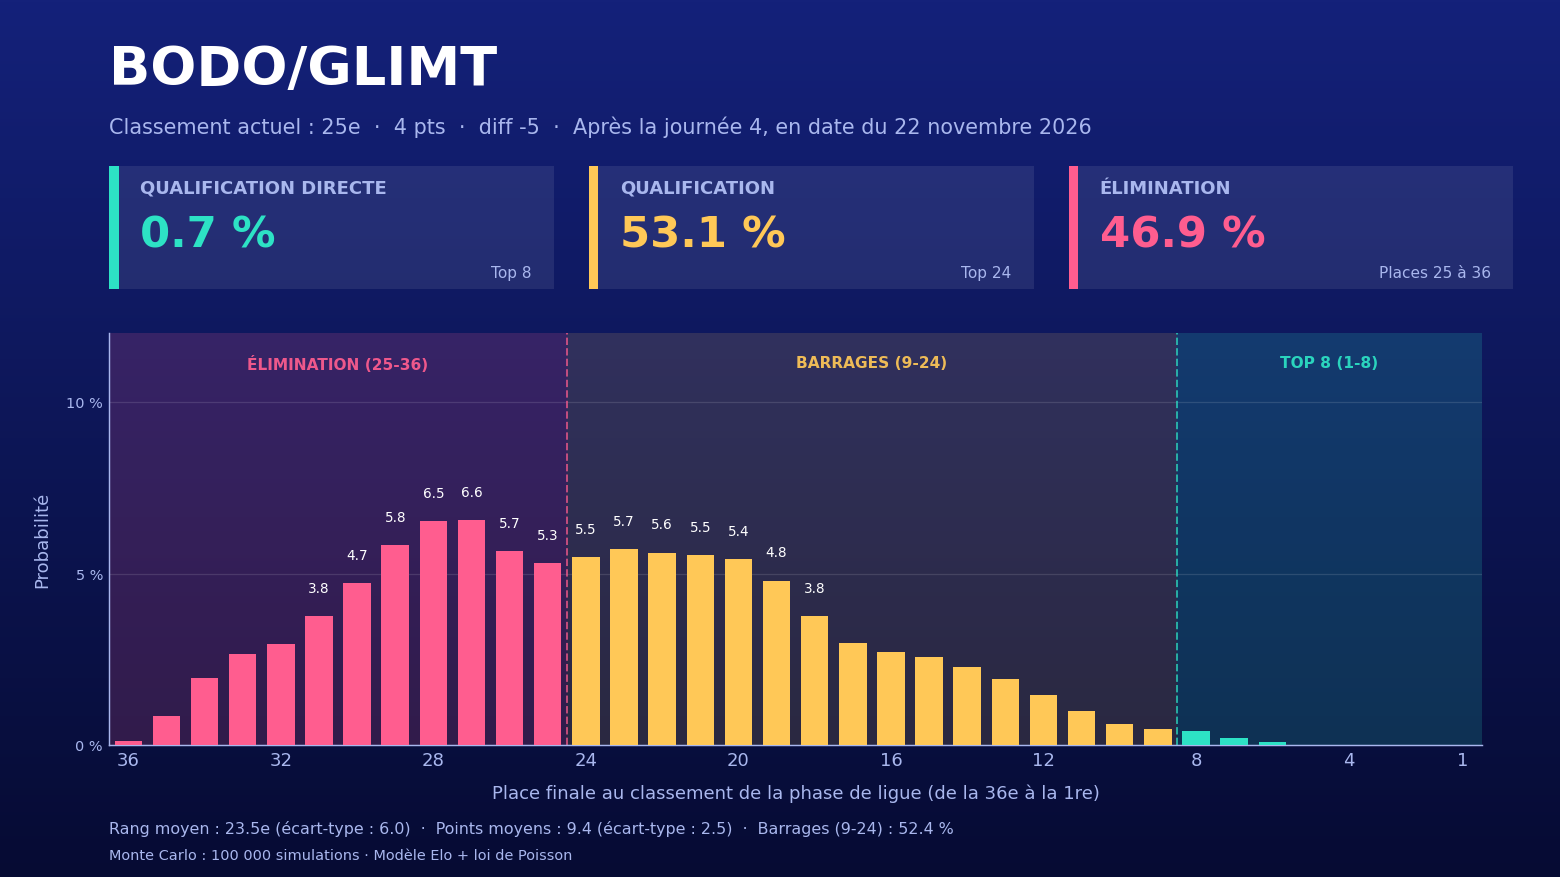 BODO/GLIMT
Classement actuel : 25e · 4 pts · diff -5 · Après la journée 4, en date du 22 novembre 2026
QUALIFICATION DIRECTE
0.7 %
Top 8
QUALIFICATION
53.1 %
Top 24
ÉLIMINATION
46.9 %
Places 25 à 36
ÉLIMINATION (25-36)
BARRAGES (9-24)
TOP 8 (1-8)
Probabilité
10 %
5 %
0 %
3.8
4.7
5.8
6.5
6.6
5.7
5.3
5.5
5.7
5.6
5.5
5.4
4.8
3.8
36 32 28 24 20 16 12 8 4 1
Place finale au classement de la phase de ligue (de la 36e à la 1re)
Rang moyen : 23.5e (écart-type : 6.0) · Points moyens : 9.4 (écart-type : 2.5) · Barrages (9-24) : 52.4 %
Monte Carlo : 100 000 simulations · Modèle Elo + loi de Poisson